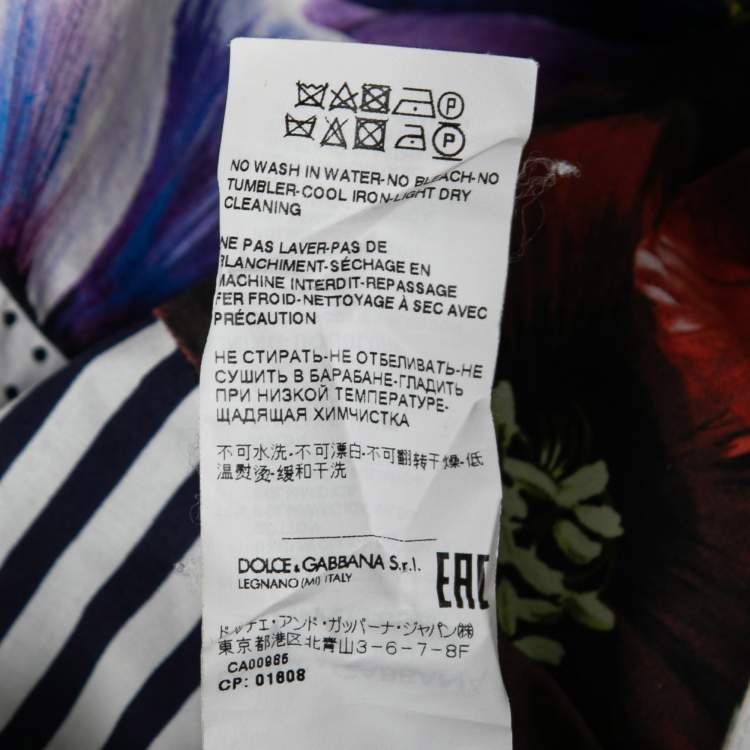 P
P
NO WASH IN WATER-NO BLEACH-NO
TUMBLER-COOL IRON-LIGHT DRY
CLEANING
NE PAS LAVER-PAS DE
BLANCHIMENT-SÉCHAGE EN
MACHINE INTERDIT-REPASSAGE
FER FROID-NETTOYAGE À SEC AVEC
PRÉCAUTION
НЕ СТИРАТЬ-НЕ ОТБЕЛИВАТЬ-НЕ
СУШИТЬ В БАРАБАНЕ-ГЛАДИТЬ
ПРИ НИЗКОЙ ТЕМПЕРАТУРЕ-
ЩАДЯЩАЯ ХИМЧИСТКА
不可水洗-不可漂白-不可翻转干燥-低
温熨烫-缓和干洗
DOLCE & GABBANA S.r.l.
LEGNANO (MI) ITALY
EAC
ドルチェ・アンド・ガッバーナ・ジャパン㈱
東京都港区北青山3-6-7-8F
CA00985
CP: 01608